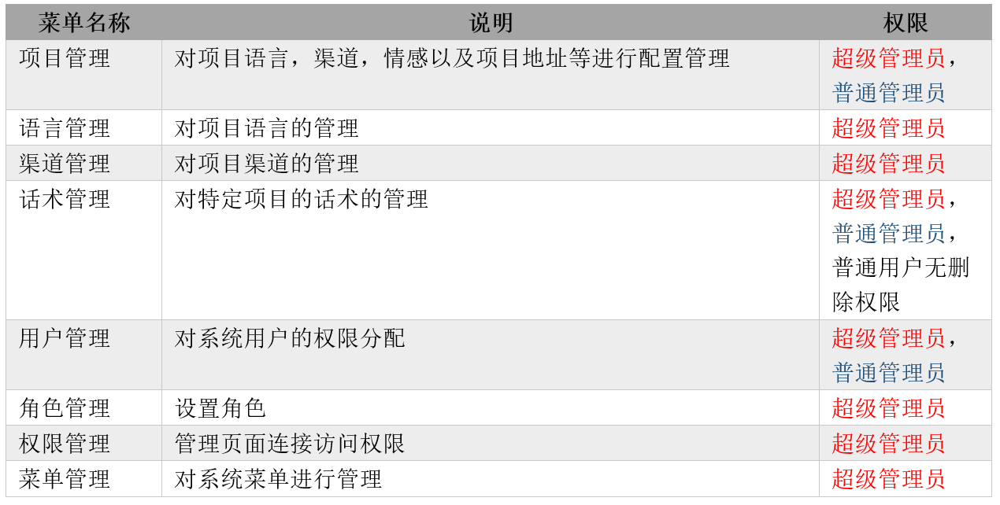 菜单名称 说明 权限
项目管理 对项目语言，渠道，情感以及项目地址等进行配置管理 超级管理员，
普通管理员
语言管理 对项目语言的管理 超级管理员
渠道管理 对项目渠道的管理 超级管理员
话术管理 对特定项目的话术的管理 超级管理员，
普通管理员，
普通用户无删
除权限
用户管理 对系统用户的权限分配 超级管理员，
普通管理员
角色管理 设置角色 超级管理员
权限管理 管理页面连接访问权限 超级管理员
菜单管理 对系统菜单进行管理 超级管理员